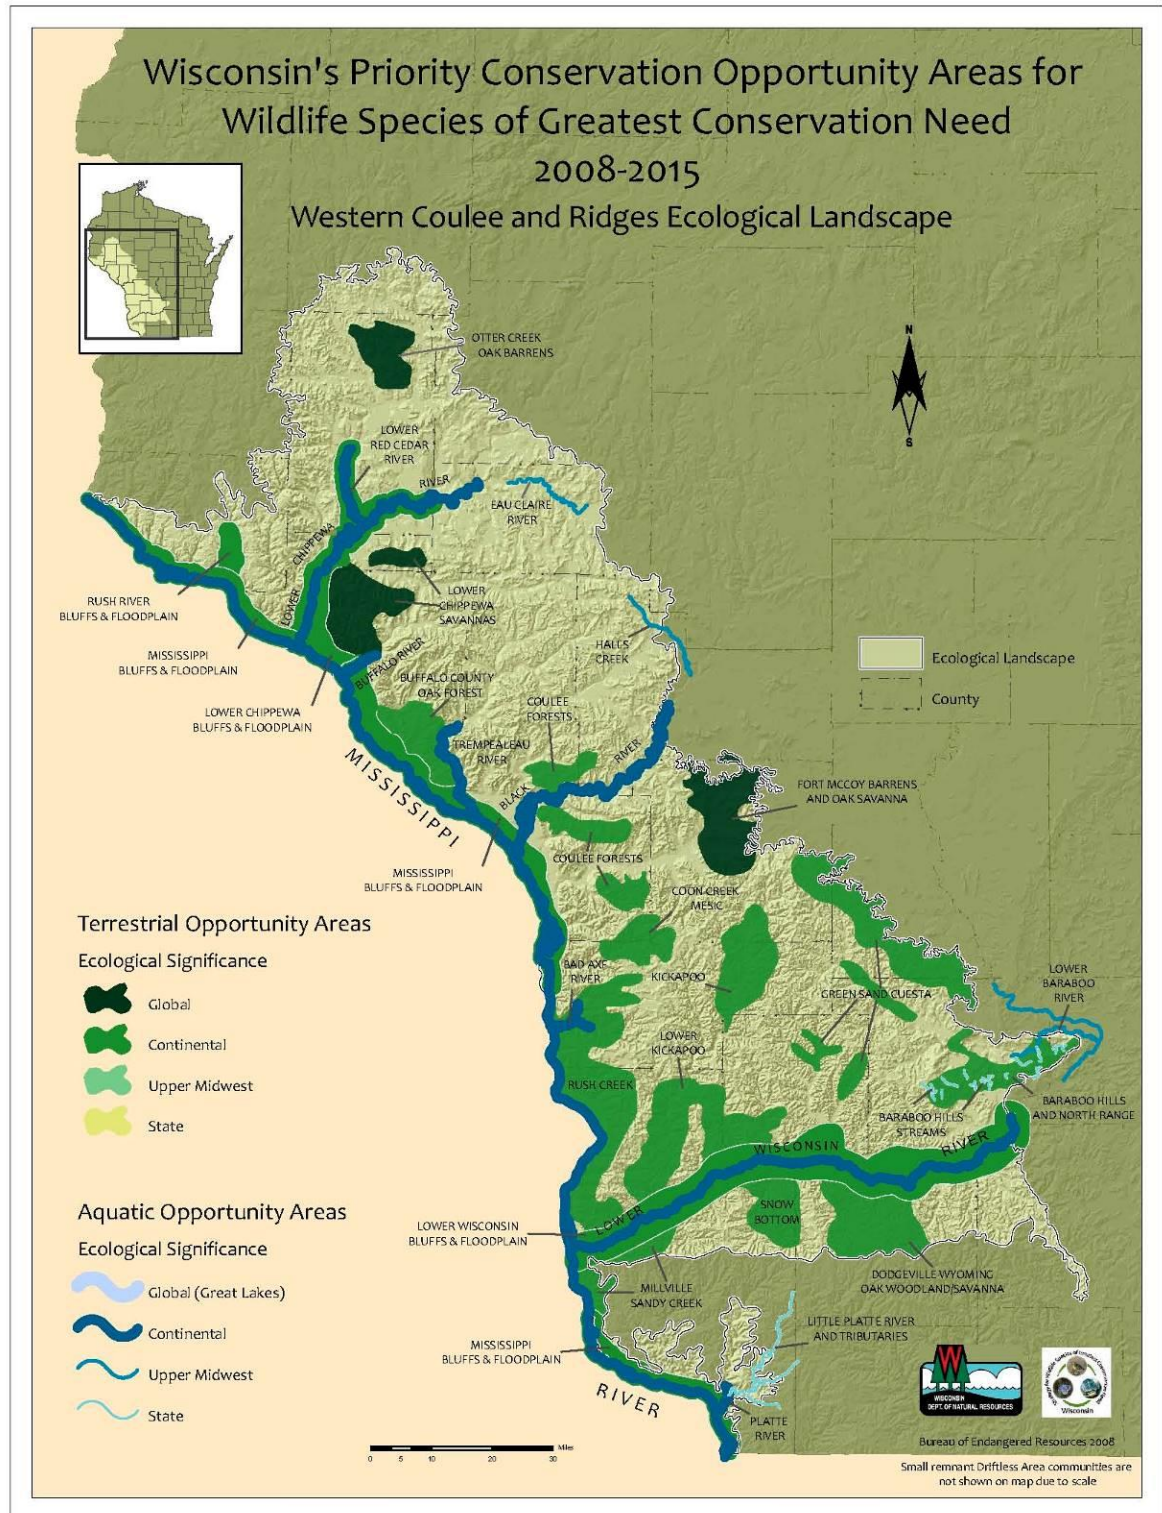 Wisconsin's Priority Conservation Opportunity Areas for
Wildlife Species of Greatest Conservation Need
2008-2015
Western Coulee and Ridges Ecological Landscape
N
S
OTTER CREEK
OAK BARRENS
LOWER
RED CEDAR
RIVER
RIVER
EAU CLAIRE
RIVER
CHIPPEWA
LOWER
RUSH RIVER
BLUFFS & FLOODPLAIN
LOWER
CHIPPEWA
SAVANNAS
MISSISSIPPI
BLUFFS & FLOODPLAIN
HALLS
CREEK
BUFFALO RIVER
BUFFALO COUNTY
OAK FOREST
LOWER CHIPPEWA
BLUFFS & FLOODPLAIN
COULEE
FORESTS
TREMPEALEAU
RIVER
RIVER
BLACK
MISSISSIPPI
Ecological Landscape
County
FORT MCCOY BARRENS
AND OAK SAVANNA
MISSISSIPPI
BLUFFS & FLOODPLAIN
COULEE FORESTS
COON CREEK
MESIC
BAD AXE
RIVER
KICKAPOO
GREEN SAND CUESTA
LOWER
BARABOO
RIVER
LOWER
KICKAPOO
RUSH CREEK
BARABOO HILLS
AND NORTH RANGE
BARABOO HILLS
STREAMS
WISCONSIN
RIVER
LOWER
LOWER WISCONSIN
BLUFFS & FLOODPLAIN
SNOW
BOTTOM
DODGEVILLE WYOMING
OAK WOODLAND/SAVANNA
MILLVILLE
SANDY CREEK
LITTLE PLATTE RIVER
AND TRIBUTARIES
MISSISSIPPI
BLUFFS & FLOODPLAIN
RIVER
PLATTE
RIVER
Terrestrial Opportunity Areas
Ecological Significance
Global
Continental
Upper Midwest
State
Aquatic Opportunity Areas
Ecological Significance
Global (Great Lakes)
Continental
Upper Midwest
State
Miles
0 5 10 20 30
W
WISCONSIN
DEPT. OF NATURAL RESOURCES
Wisconsin
Bureau of Endangered Resources 2008
Small remnant Driftless Area communities are
not shown on map due to scale